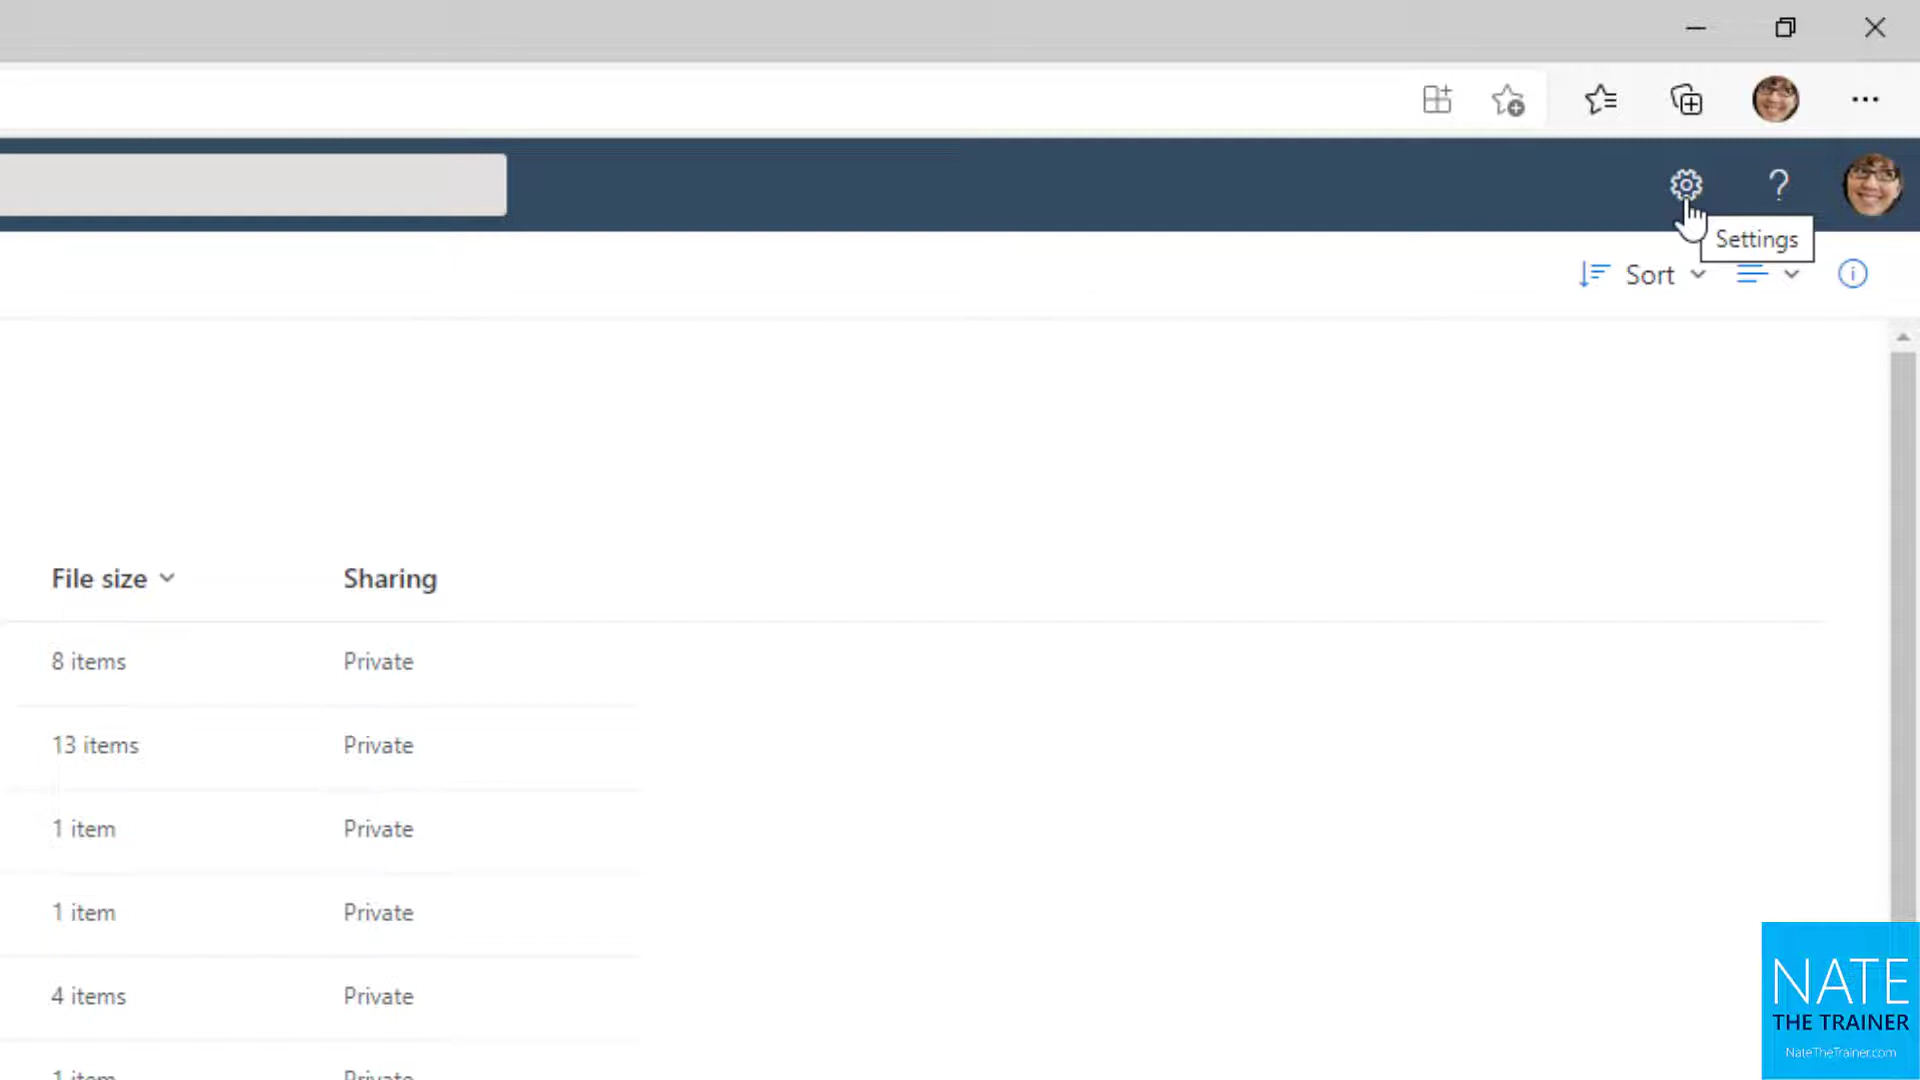 Settings
Sort
File size
Sharing
8 items
Private
13 items
Private
1 item
Private
1 item
Private
4 items
Private
1 item
Private
NATE
THE TRAINER
NateTheTrainer.com